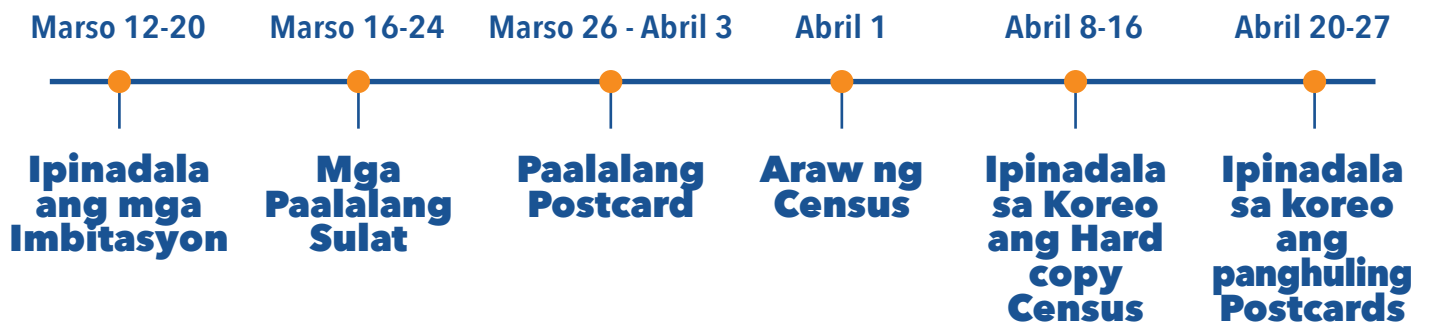 Marso 12-20
Marso 16-24
Marso 26 - Abril 3
Abril 1
Abril 8-16
Abril 20-27
Ipinadala
ang mga
Imbitasyon
Mga
Paalalang
Sulat
Paalalang
Postcard
Araw ng
Census
Ipinadala
sa Koreo
ang Hard
copy
Census
Ipinadala
sa koreo
ang
panghuling
Postcards